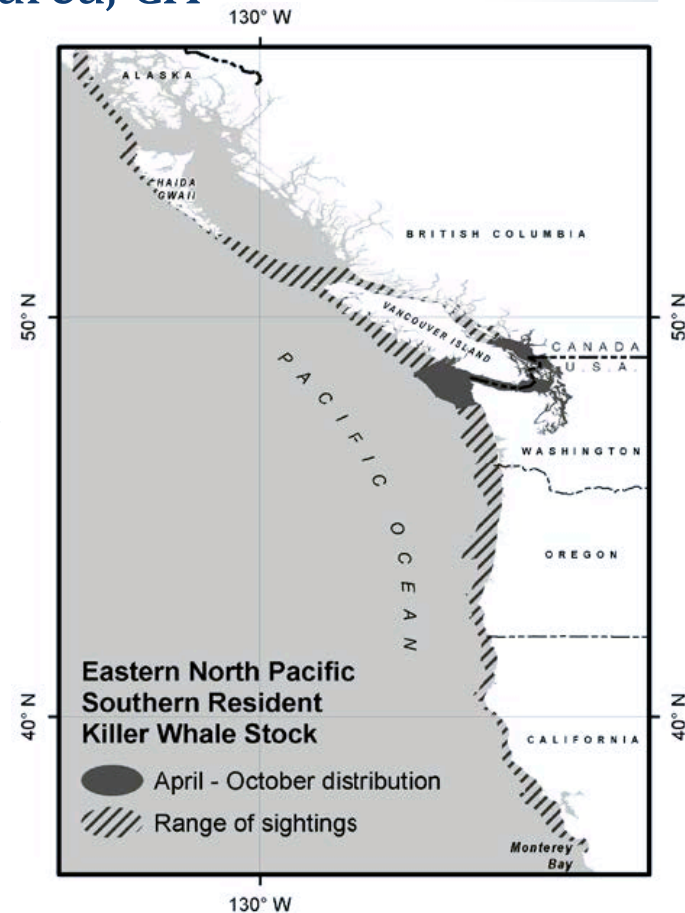 130° W
ALASKA
HAIDA
GWAII
BRITISH COLUMBIA
50° N
50° N
VANCOUVER ISLAND
CANADA
U.S.A.
PACIFIC OCEAN
WASHINGTON
OREGON
Eastern North Pacific
Southern Resident
Killer Whale Stock
40° N
40° N
CALIFORNIA
April - October distribution
Range of sightings
Monterey
Bay
130° W